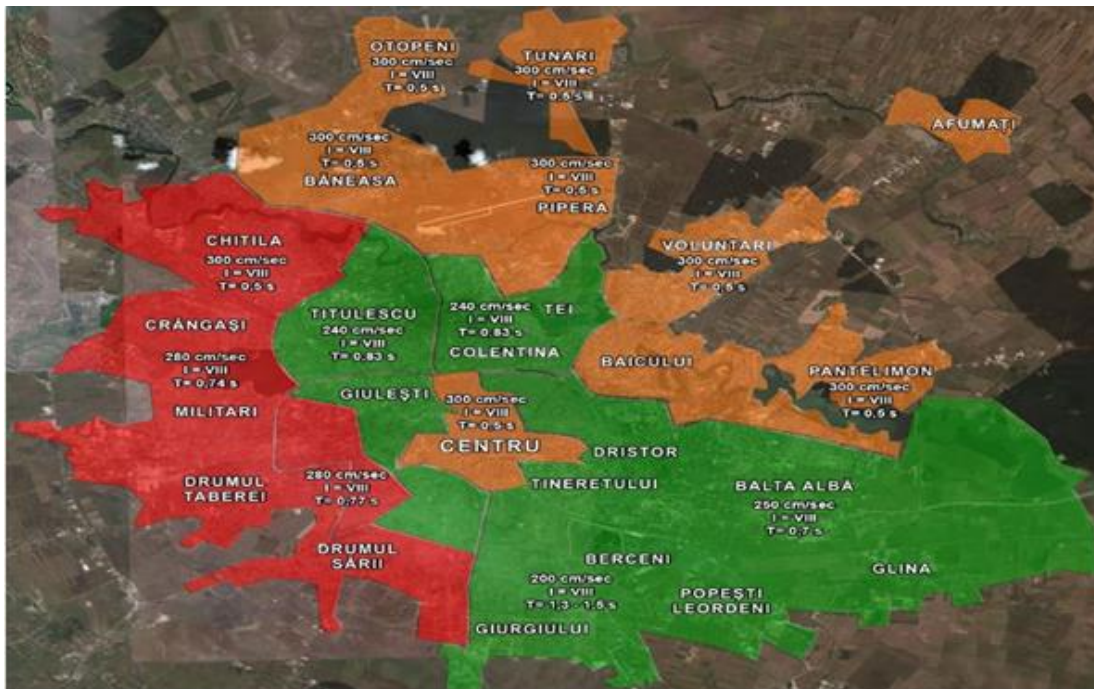 OTOPENI
300 cm/sec
I = VIII
T= 0,5 s
TUNARI
300 cm/sec
I = VIII
T= 0,5 s
AFUMAȚI
300 cm/sec
I = VIII
T= 0,5 s
BĂNEASA
300 cm/sec
I = VIII
T= 0,5 s
PIPERA
CHITILA
300 cm/sec
I = VIII
T= 0,5 s
VOLUNTARI
300 cm/sec
I = VIII
T= 0,5 s
TITULESCU
240 cm/sec
I = VIII
T= 0.83 s
240 cm/sec
I = VIII
T= 0.83 s
TEI
COLENTINA
CRÂNGAȘI
280 cm/sec
I = VIII
T= 0,74 s
MILITARI
BAICULUI
PANTELIMON
300 cm/sec
I = VIII
T= 0,5 s
GIULEȘTI
300 cm/sec
I = VIII
T= 0,5 s
CENTRU
DRISTOR
TINERETULUI
DRUMUL
TABEREI
280 cm/sec
I = VIII
T= 0,77 s
BALTA ALBĂ
250 cm/sec
I = VIII
T= 0,7 s
DRUMUL
SĂRII
BERCENI
200 cm/sec
I = VIII
T= 1,3 - 1,5 s
POPEȘTI
LEORDENI
GLINA
GIURGIULUI